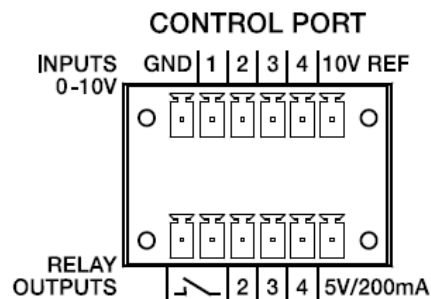 CONTROL PORT
INPUTS GND 1 2 3 4 10V REF
0-10V
RELAY
OUTPUTS 2 3 4 5V/200mA